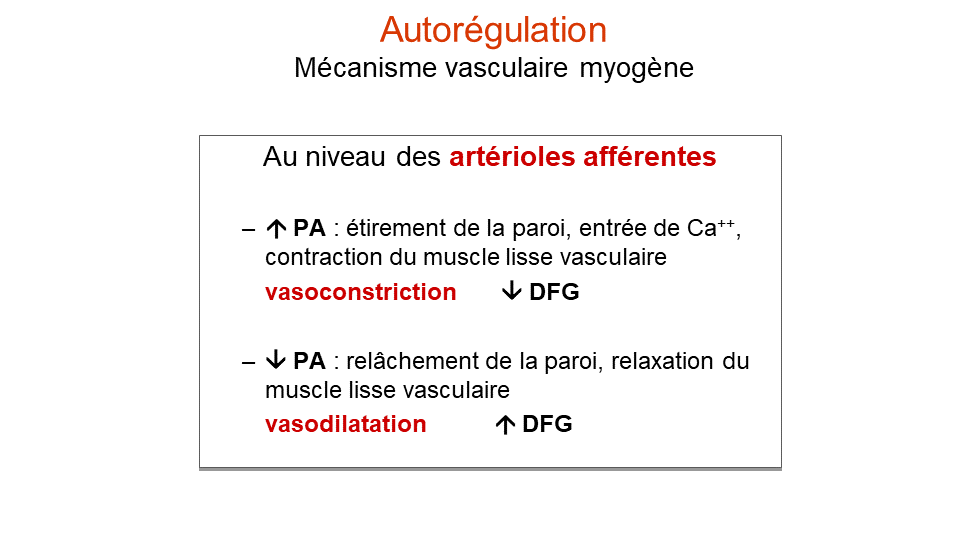 Autorégulation
Mécanisme vasculaire myogène
Au niveau des artérioles afférentes
– ↑ PA : étirement de la paroi, entrée de Ca⁺⁺,
contraction du muscle lisse vasculaire
vasoconstriction ↓ DFG
– ↓ PA : relâchement de la paroi, relaxation du
muscle lisse vasculaire
vasodilatation ↑ DFG